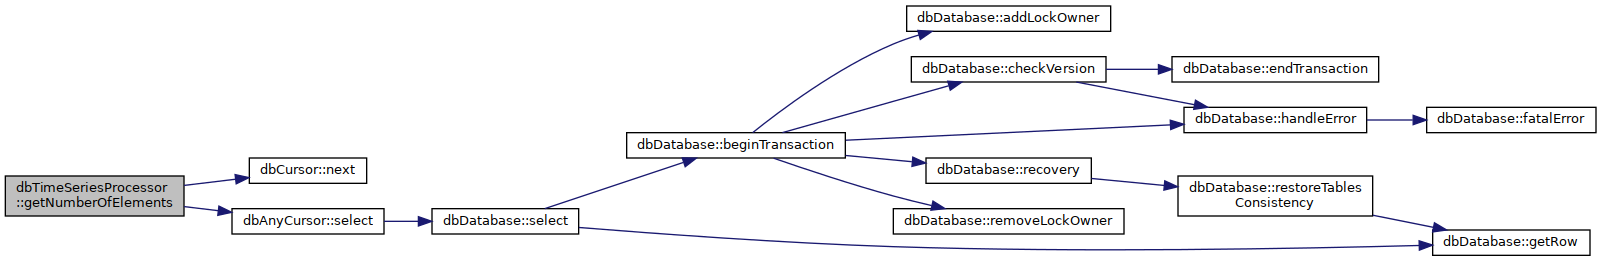 dbTimeSeriesProcessor
::getNumberOfElements
dbCursor::next
dbAnyCursor::select
dbDatabase::select
dbDatabase::beginTransaction
dbDatabase::addLockOwner
dbDatabase::checkVersion
dbDatabase::endTransaction
dbDatabase::handleError
dbDatabase::fatalError
dbDatabase::recovery
dbDatabase::restoreTables
Consistency
dbDatabase::removeLockOwner
dbDatabase::getRow